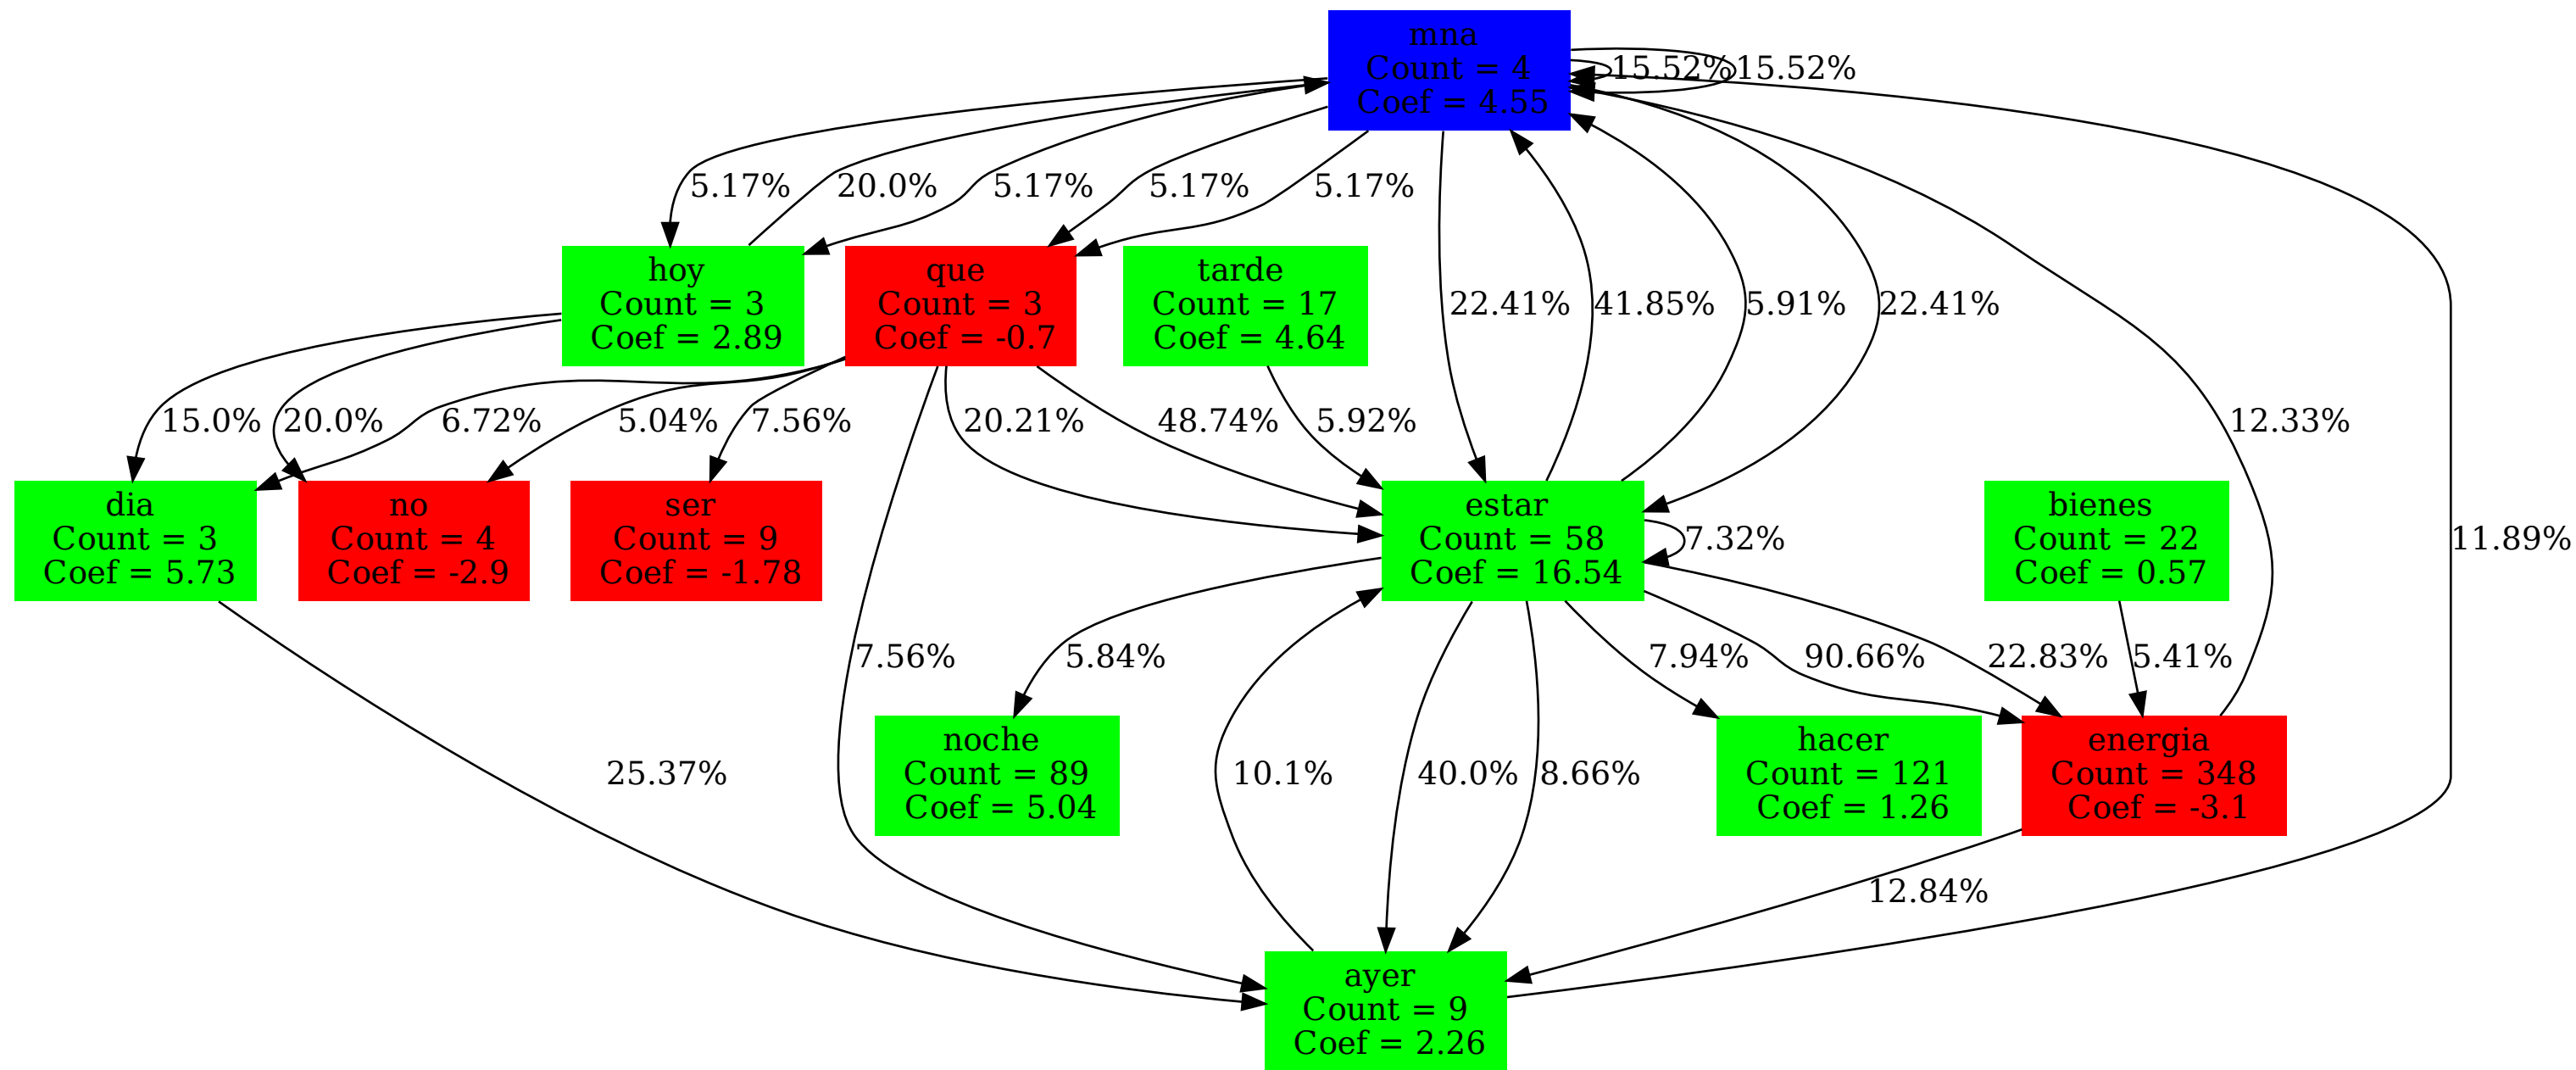 mna
Count = 4
Coef = 4.55
15.52%
15.52%
5.17%
20.0%
5.17%
5.17%
5.17%
hoy
Count = 3
Coef = 2.89
que
Count = 3
Coef = -0.7
tarde
Count = 17
Coef = 4.64
22.41%
41.85%
5.91%
22.41%
15.0%
20.0%
6.72%
5.04%
7.56%
20.21%
48.74%
5.92%
12.33%
dia
Count = 3
Coef = 5.73
no
Count = 4
Coef = -2.9
ser
Count = 9
Coef = -1.78
estar
Count = 58
Coef = 16.54
7.32%
bienes
Count = 22
Coef = 0.57
11.89%
7.56%
5.84%
7.94%
90.66%
22.83%
5.41%
25.37%
noche
Count = 89
Coef = 5.04
10.1%
40.0%
8.66%
hacer
Count = 121
Coef = 1.26
energia
Count = 348
Coef = -3.1
12.84%
ayer
Count = 9
Coef = 2.26